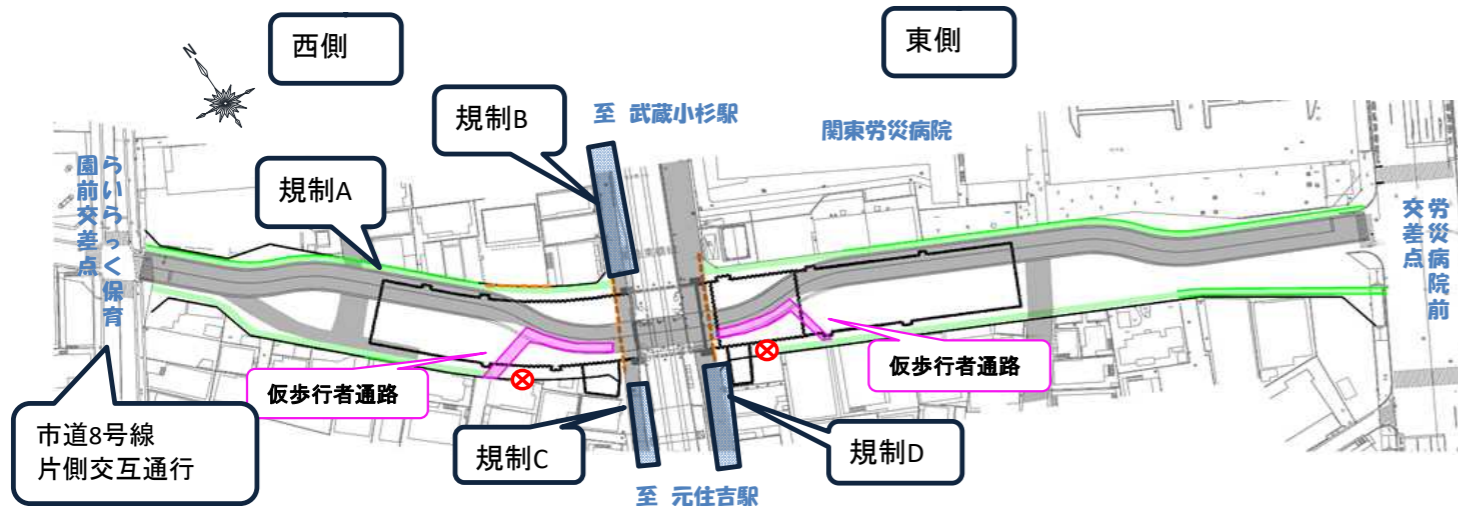 西側
東側
N
規制B
至 武蔵小杉駅
関東労災病院
規制A
らいらっく保育
園前交差点
労災病院前
交差点
仮歩行者通路
仮歩行者通路
市道8号線
片側交互通行
規制C
規制D
至 元住吉駅